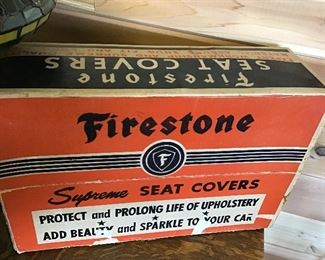 Firestone
SEAT COVERS
Firestone
F
Supreme SEAT COVERS
PROTECT and PROLONG LIFE OF UPHOLSTERY
ADD BEAUTY and SPARKLE TO YOUR CAR